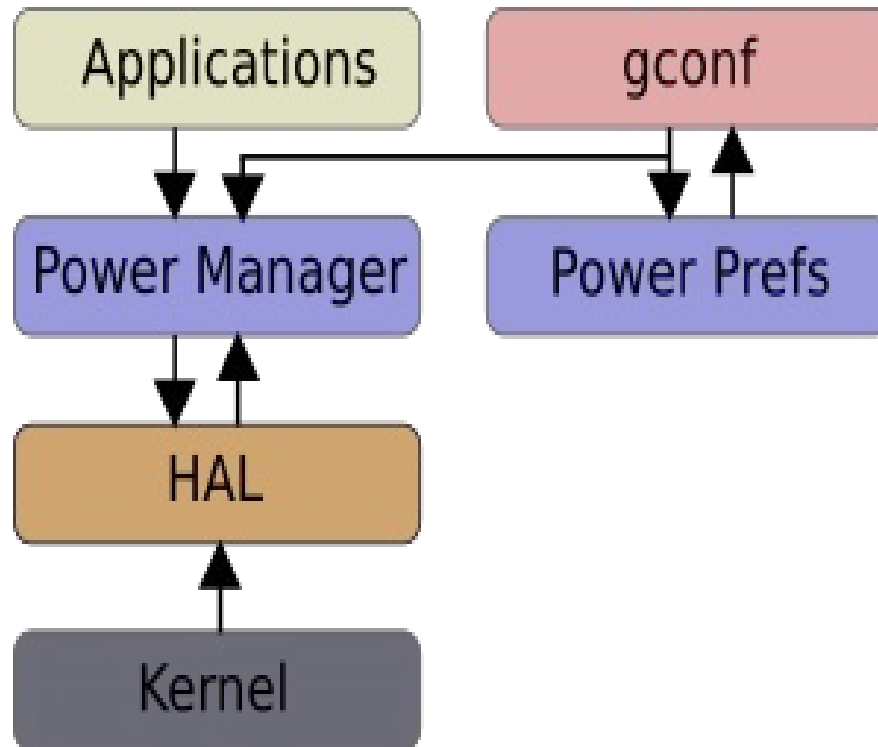 Applications
gconf
Power Manager
Power Prefs
HAL
Kernel